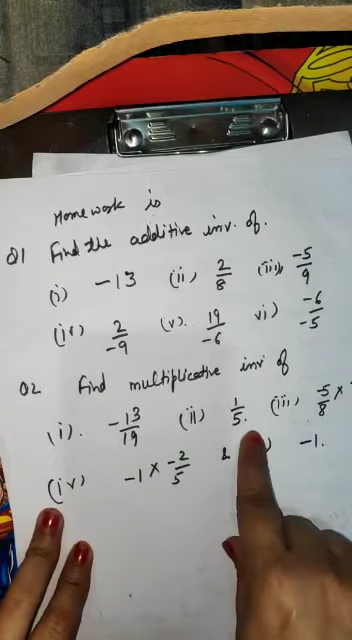 Homework is
Q1 Find the additive inv. of.
(i) -13 (ii) 2/8 (iii) -5/9
(iv) 2/-9 (v). 19/-6 vi) -6/-5
Q2. Find multiplicative inv of
(i). -13/19 (ii) 1/5. (iii) -5/8 ×
(iv) -1 × -2/5 & ) -1.